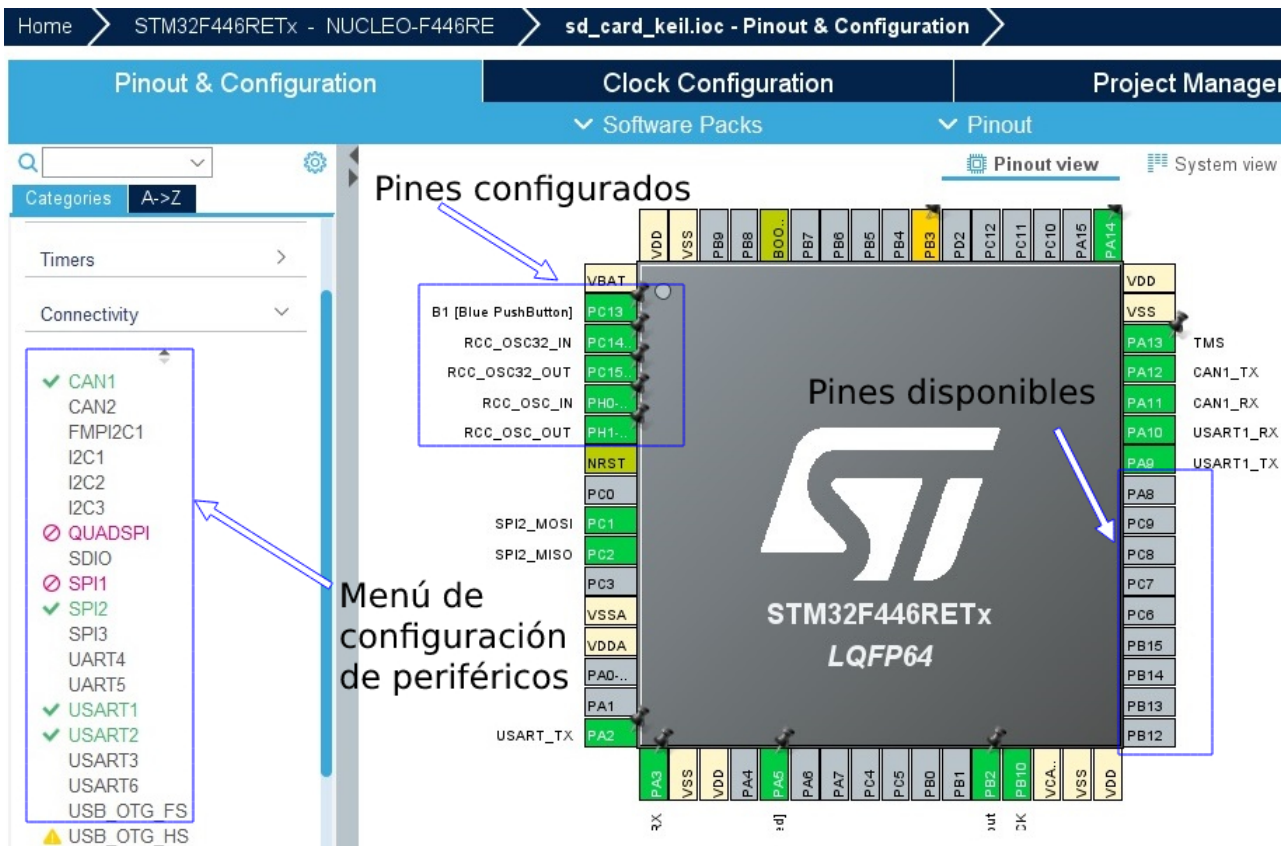 Home
STM32F446RETx - NUCLEO-F446RE
sd_card_keil.ioc - Pinout & Configuration
Pinout & Configuration
Clock Configuration
Project Manager
Software Packs
Pinout
Pinout view
System view
Categories
A->Z
Timers
Connectivity
CAN1
CAN2
FMPI2C1
I2C1
I2C2
I2C3
QUADSPI
SDIO
SPI1
SPI2
SPI3
UART4
UART5
USART1
USART2
USART3
USART6
USB_OTG_FS
USB_OTG_HS
Pines configurados
Menú de
configuración
de periféricos
Pines disponibles
VDD
VSS
PB9
PB8
BOO..
PB7
PB6
PB5
PB4
PB3
PD2
PC12
PC11
PC10
PA15
PA14
VBAT
B1 [Blue PushButton] PC13
RCC_OSC32_IN PC14..
RCC_OSC32_OUT PC15..
RCC_OSC_IN PH0-..
RCC_OSC_OUT PH1-..
NRST
PC0
SPI2_MOSI PC1
SPI2_MISO PC2
PC3
VSSA
VDDA
PA0-..
PA1
USART_TX PA2
ST
STM32F446RETx
LQFP64
VDD
VSS
PA13 TMS
PA12 CAN1_TX
PA11 CAN1_RX
PA10 USART1_RX
PA9 USART1_TX
PA8
PC9
PC8
PC7
PC6
PB15
PB14
PB13
PB12
PA3
VSS
VDD
PA4
PA5
PA6
PA7
PC4
PC5
PB0
PB1
PB2
PB10
VCA..
VSS
VDD
RX
ed]
out
CK